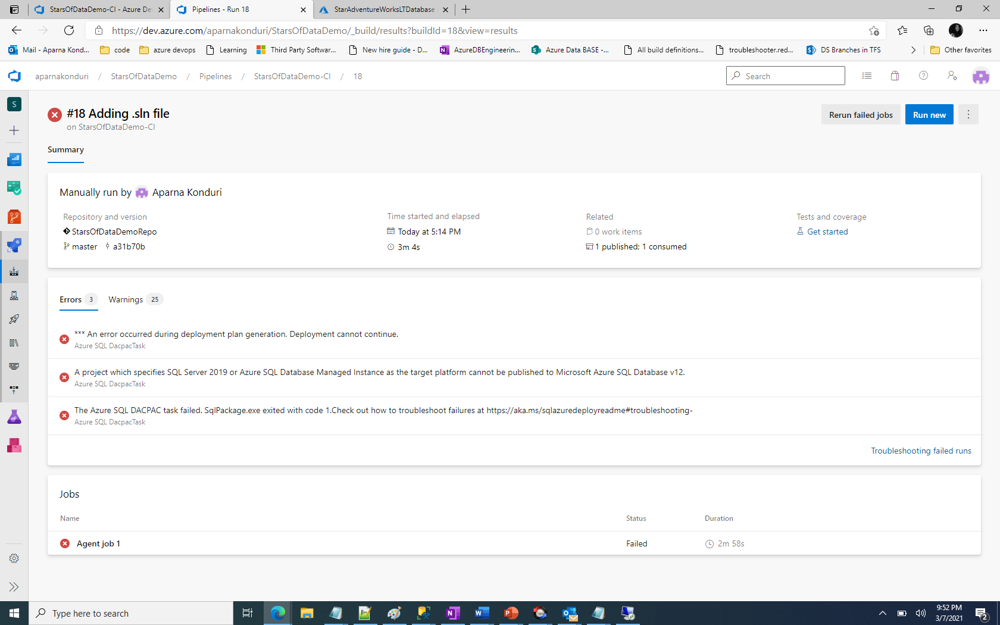 StarsOfDataDemo-CI - Azure De
Pipelines - Run 18
StarAdventureWorksLTDatabase
https://dev.azure.com/aparnakonduri/StarsOfDataDemo/_build/results?buildId=18&view=results
Mail - Aparna Kond...
code
azure devops
Learning
Third Party Softwar...
New hire guide - D...
AzureDBEngineerin...
Azure Data BASE -...
All build definitions...
troubleshooter.red...
DS Branches in TFS
Other favorites
aparnakonduri / StarsOfDataDemo / Pipelines / StarsOfDataDemo-CI / 18
Search
S
#18 Adding .sln file
on StarsOfDataDemo-CI
Rerun failed jobs
Run new
Summary
Manually run by Aparna Konduri
Repository and version
StarsOfDataDemoRepo
master a31b70b
Time started and elapsed
Today at 5:14 PM
3m 4s
Related
0 work items
1 published; 1 consumed
Tests and coverage
Get started
Errors 3
Warnings 25
*** An error occurred during deployment plan generation. Deployment cannot continue.
Azure SQL DacpacTask
A project which specifies SQL Server 2019 or Azure SQL Database Managed Instance as the target platform cannot be published to Microsoft Azure SQL Database v12.
Azure SQL DacpacTask
The Azure SQL DACPAC task failed. SqlPackage.exe exited with code 1.Check out how to troubleshoot failures at https://aka.ms/sqlazuredeployreadme#troubleshooting-
Azure SQL DacpacTask
Troubleshooting failed runs
Jobs
Name Status Duration
Agent job 1 Failed 2m 58s
Type here to search
9:52 PM
3/7/2021
2